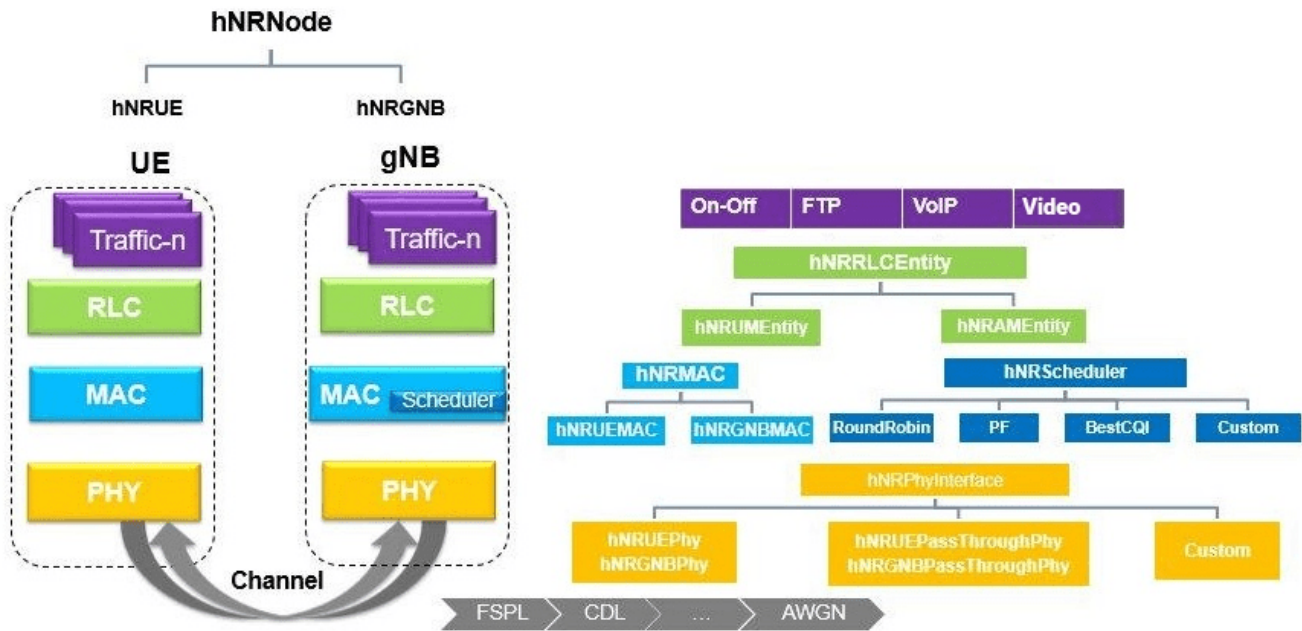 hNRNode
hNRUE
hNRGNB
UE
gNB
Traffic-n
Traffic-n
RLC
RLC
MAC
MAC
Scheduler
PHY
PHY
Channel
On-Off
FTP
VoIP
Video
hNRRLCEntity
hNRUMEntity
hNRAMEntity
hNRMAC
hNRScheduler
hNRUEMAC
hNRGNBMAC
RoundRobin
PF
BestCQI
Custom
hNRPhyInterface
hNRUEPhy
hNRGNBPhy
hNRUEPassThroughPhy
hNRGNBPassThroughPhy
Custom
FSPL
CDL
...
AWGN